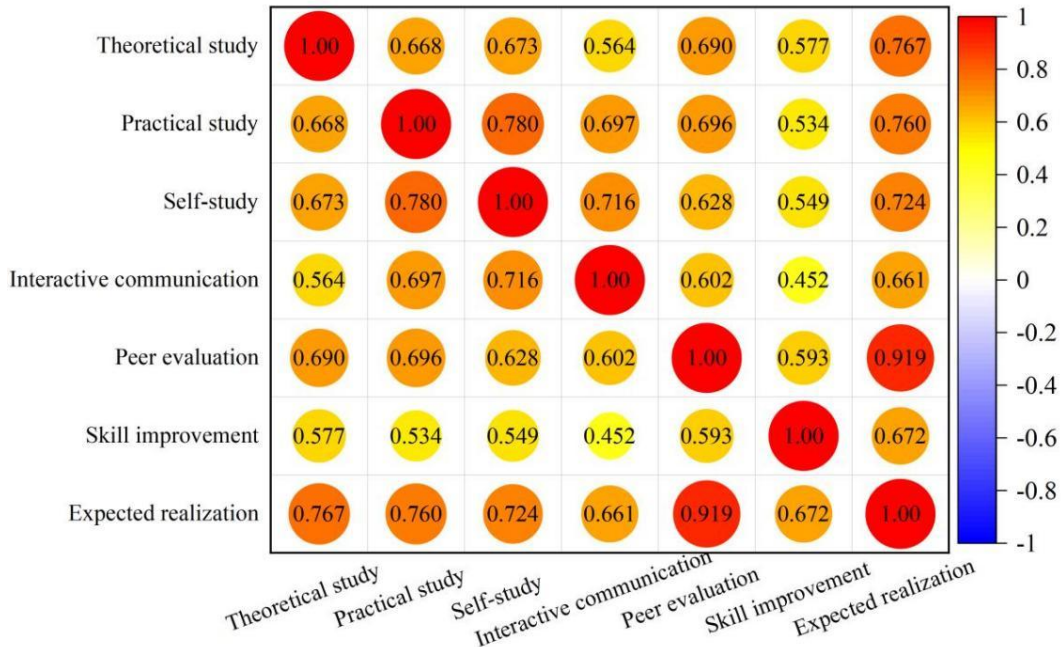 Theoretical study 1.00 0.668 0.673 0.564 0.690 0.577 0.767
Practical study 0.668 1.00 0.780 0.697 0.696 0.534 0.760
Self-study 0.673 0.780 1.00 0.716 0.628 0.549 0.724
Interactive communication 0.564 0.697 0.716 1.00 0.602 0.452 0.661
Peer evaluation 0.690 0.696 0.628 0.602 1.00 0.593 0.919
Skill improvement 0.577 0.534 0.549 0.452 0.593 1.00 0.672
Expected realization 0.767 0.760 0.724 0.661 0.919 0.672 1.00
Theoretical study
Practical study
Self-study
Interactive communication
Peer evaluation
Skill improvement
Expected realization
1
0.8
0.6
0.4
0.2
0
-0.2
-0.4
-0.6
-0.8
-1